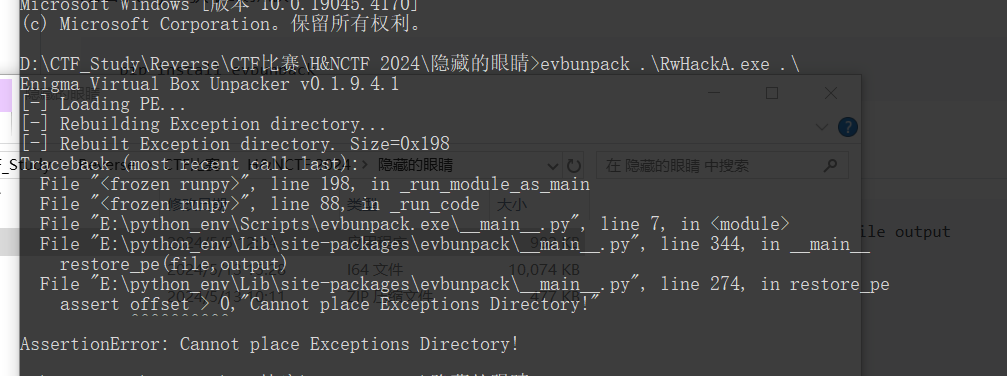 Microsoft Windows [版本 10.0.19045.4170]
(c) Microsoft Corporation。保留所有权利。
D:\CTF_Study\Reverse\CTF比赛\H&NCTF 2024\隐藏的眼睛>evbunpack .\RwHackA.exe .\
Enigma Virtual Box Unpacker v0.1.9.4.1
[-] Loading PE...
[-] Rebuilding Exception directory...
[-] Rebuilt Exception directory. Size=0x198
Traceback (most recent call last):
隐藏的眼睛
在 隐藏的眼睛 中搜索
File "<frozen runpy>", line 198, in _run_module_as_main
File "<frozen runpy>", line 88, in _run_code
大小
File "E:\python_env\Scripts\evbunpack.exe\__main__.py", line 7, in <module>
File "E:\python_env\Lib\site-packages\evbunpack\__main__.py", line 344, in __main__
ile output
restore_pe(file,output)
I64 文件
10,074 KB
File "E:\python_env\Lib\site-packages\evbunpack\__main__.py", line 274, in restore_pe
assert offset > 0,"Cannot place Exceptions Directory!"
^^^^^^^^^^
AssertionError: Cannot place Exceptions Directory!